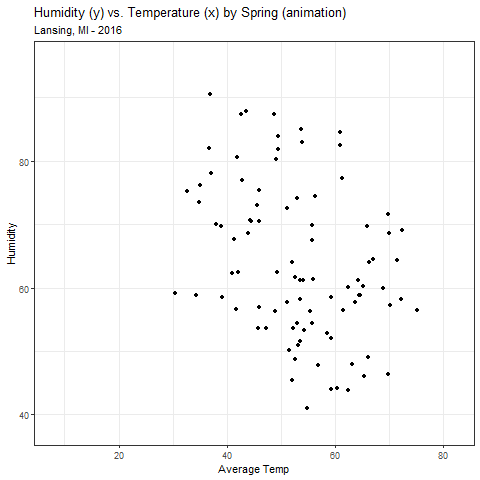 Humidity (y) vs. Temperature (x) by Spring (animation)
Lansing, MI - 2016
Humidity
80
60
40
20 40 60 80
Average Temp